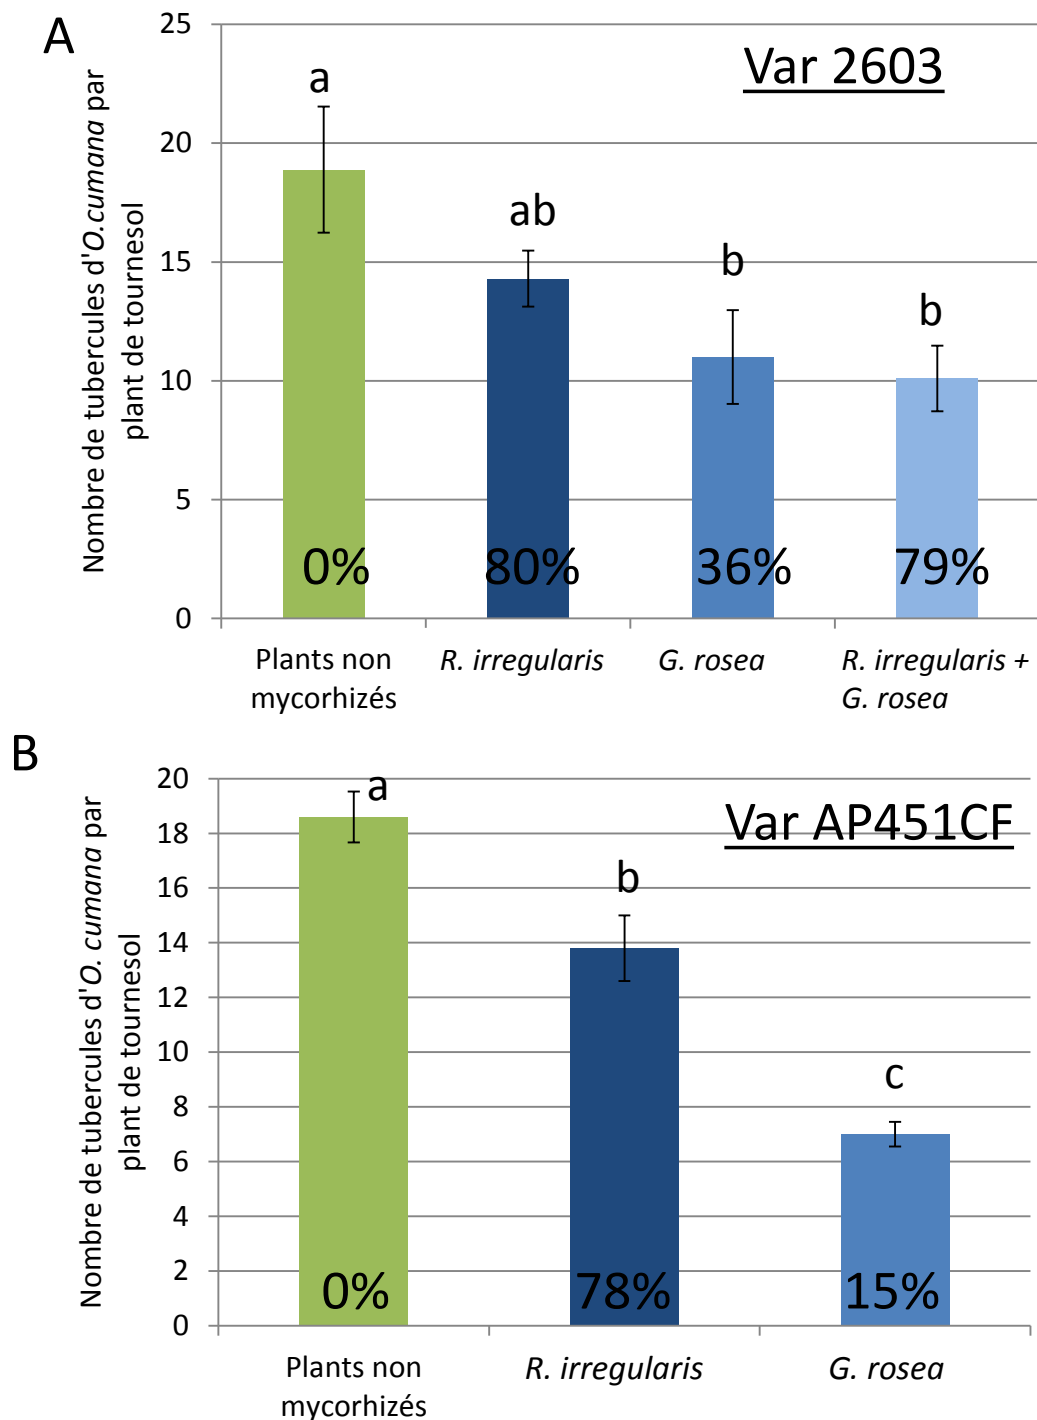 A
Var 2603
Nombre de tubercules d'O.cumana par
plant de tournesol
25
20
15
10
5
0
a
ab
b
b
0%
80%
36%
79%
Plants non
mycorhizés
R. irregularis
G. rosea
R. irregularis +
G. rosea
B
Var AP451CF
Nombre de tubercules d'O. cumana par
plant de tournesol
20
18
16
14
12
10
8
6
4
2
0
a
b
c
0%
78%
15%
Plants non
mycorhizés
R. irregularis
G. rosea